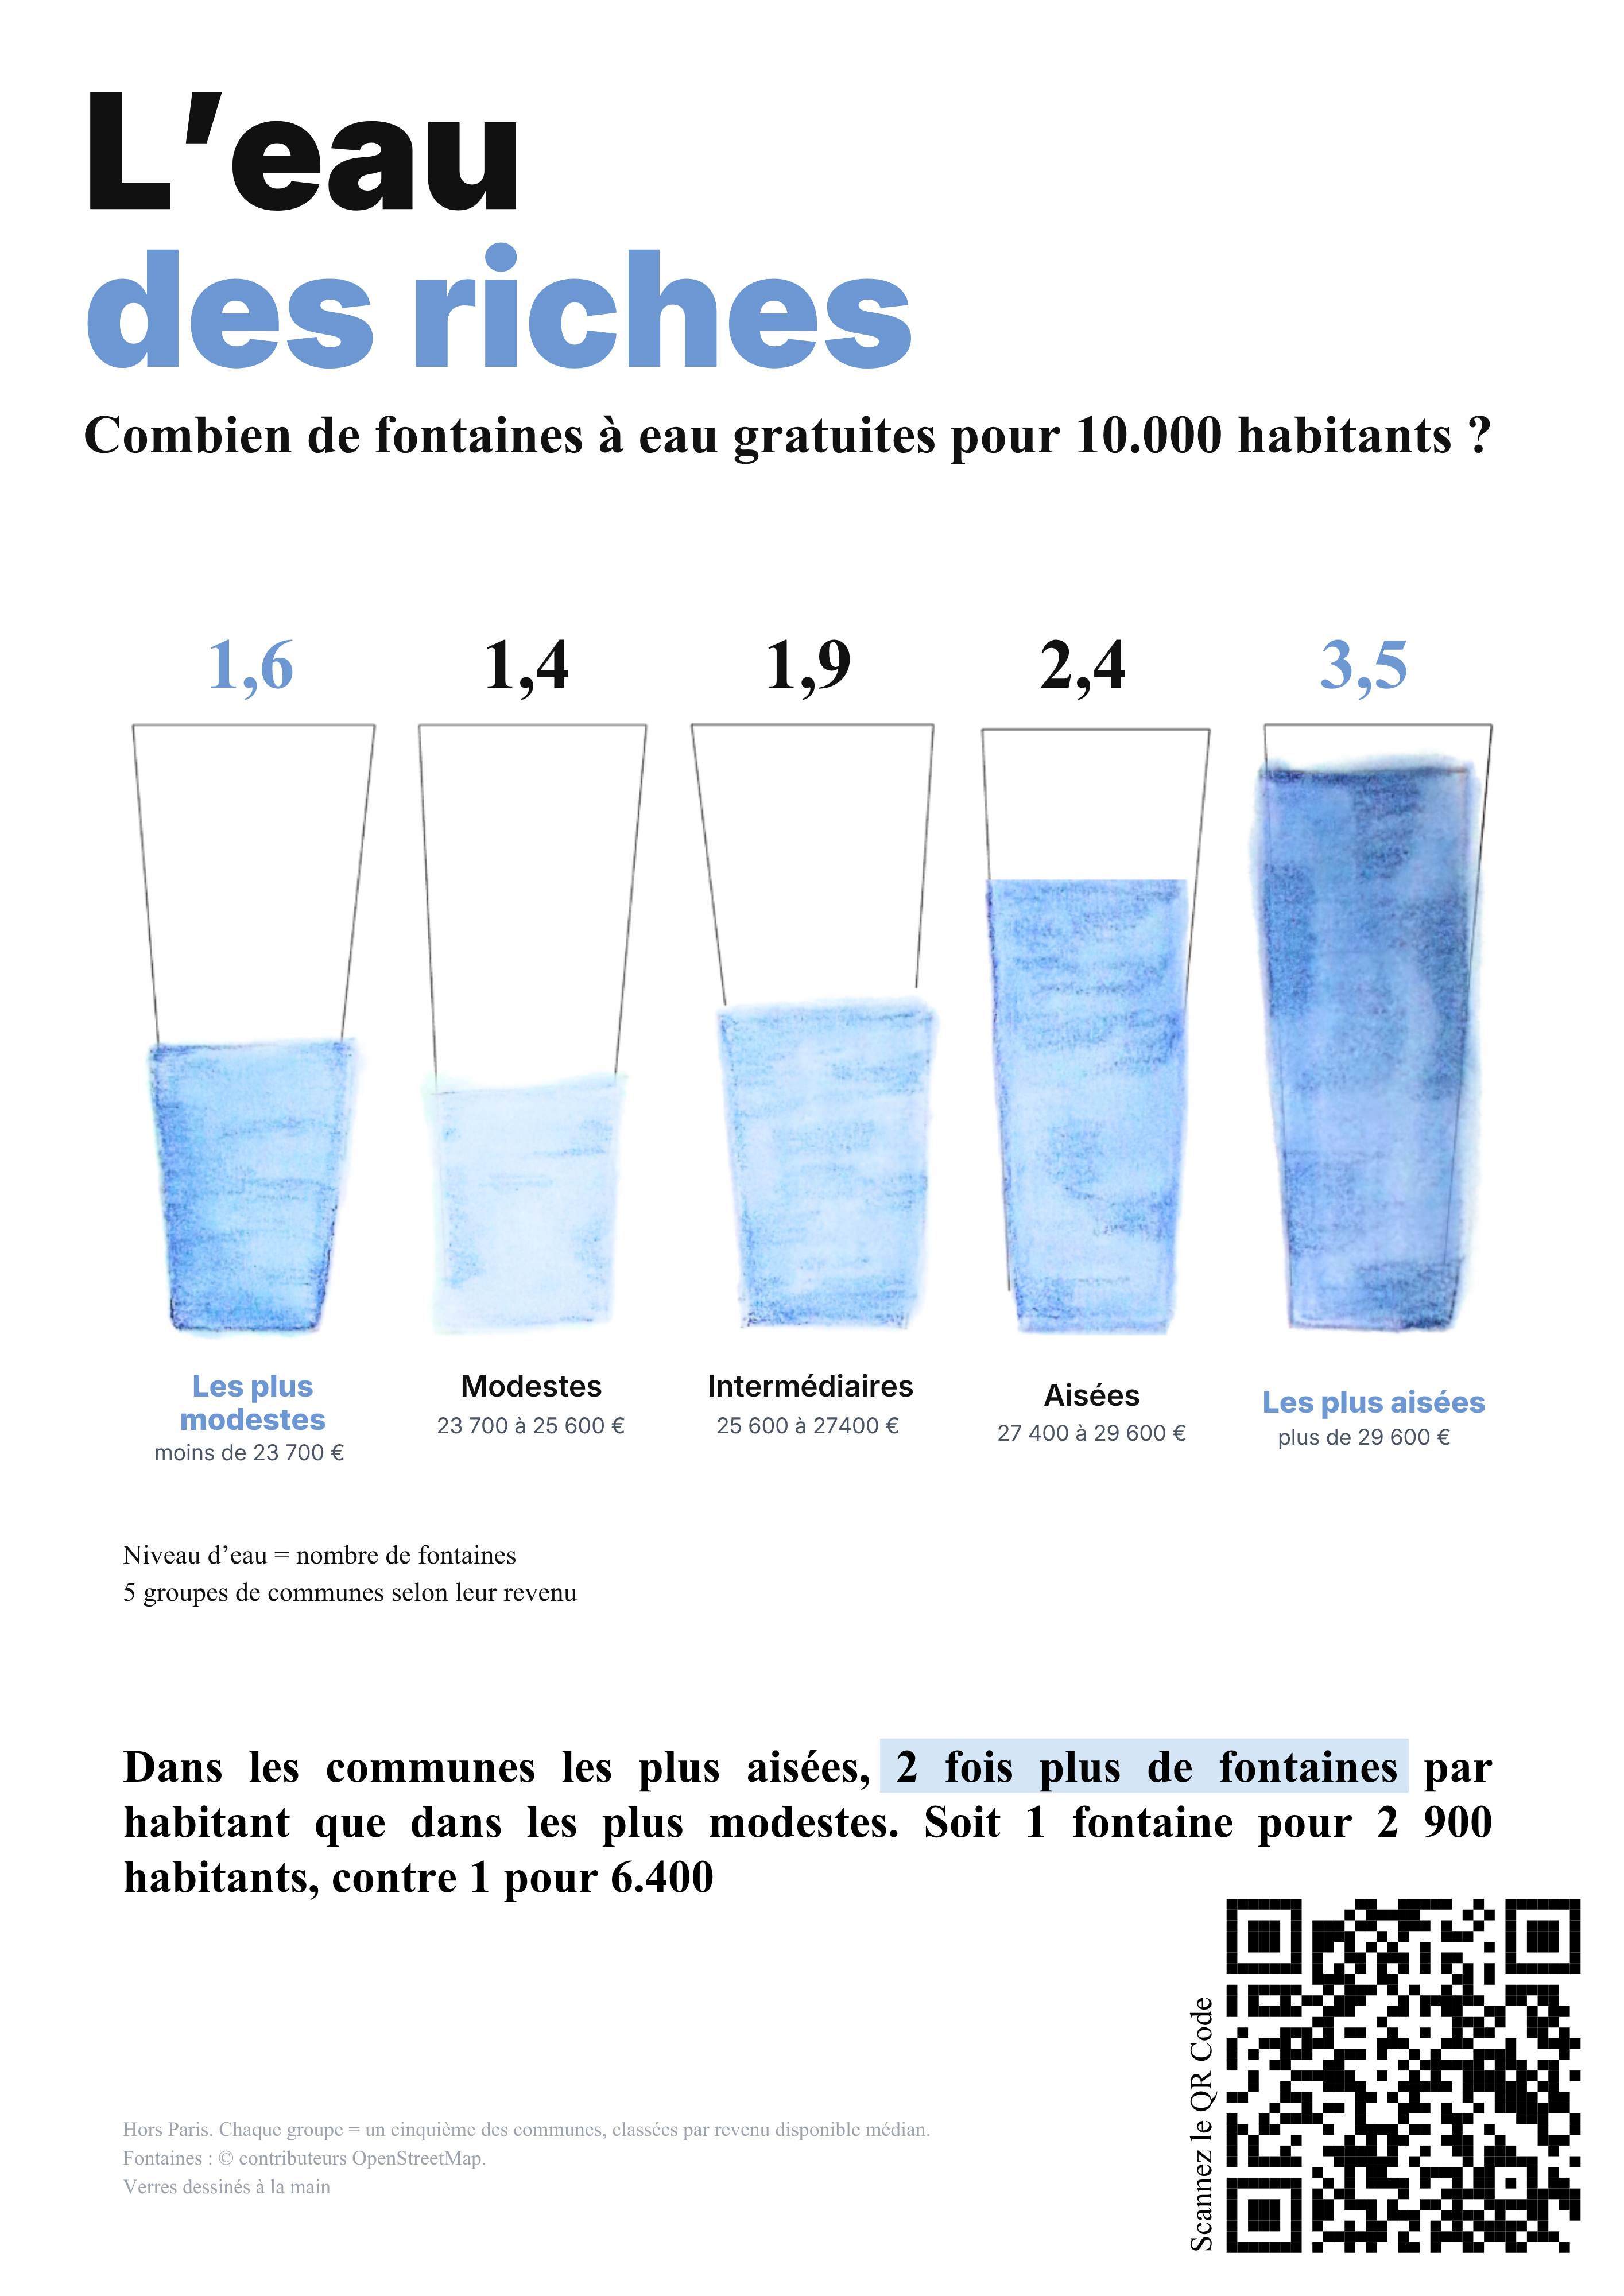 L’eau
des riches
Combien de fontaines à eau gratuites pour 10.000 habitants ?
1,6
1,4
1,9
2,4
3,5
Les plus
modestes
moins de 23 700 €
Modestes
23 700 à 25 600 €
Intermédiaires
25 600 à 27400 €
Aisées
27 400 à 29 600 €
Les plus aisées
plus de 29 600 €
Niveau d’eau = nombre de fontaines
5 groupes de communes selon leur revenu
Dans les communes les plus aisées, 2 fois plus de fontaines par
habitant que dans les plus modestes. Soit 1 fontaine pour 2 900
habitants, contre 1 pour 6.400
Scannez le QR Code
Hors Paris. Chaque groupe = un cinquième des communes, classées par revenu disponible médian.
Fontaines : © contributeurs OpenStreetMap.
Verres dessinés à la main